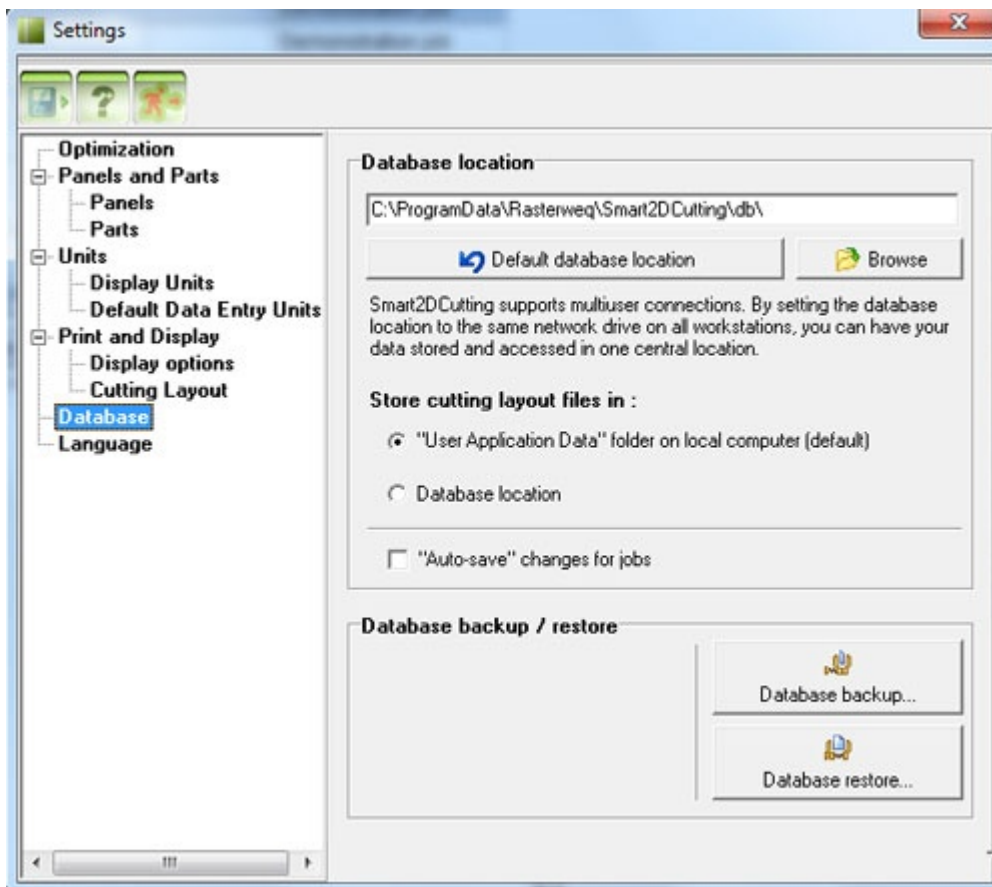 Settings
Optimization
Panels and Parts
Panels
Parts
Units
Display Units
Default Data Entry Units
Print and Display
Display options
Cutting Layout
Database
Language
Database location
C:\ProgramData\Rasterweq\Smart2DCutting\db\
Default database location
Browse
Smart2DCutting supports multiuser connections. By setting the database
location to the same network drive on all workstations, you can have your
data stored and accessed in one central location.
Store cutting layout files in :
"User Application Data" folder on local computer (default)
Database location
"Auto-save" changes for jobs
Database backup / restore
Database backup...
Database restore...